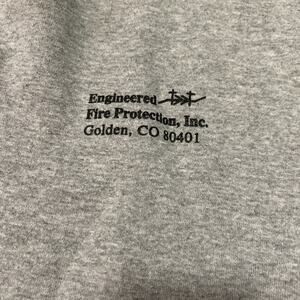 Engineered
Fire Protection, Inc.
Golden, CO 80401